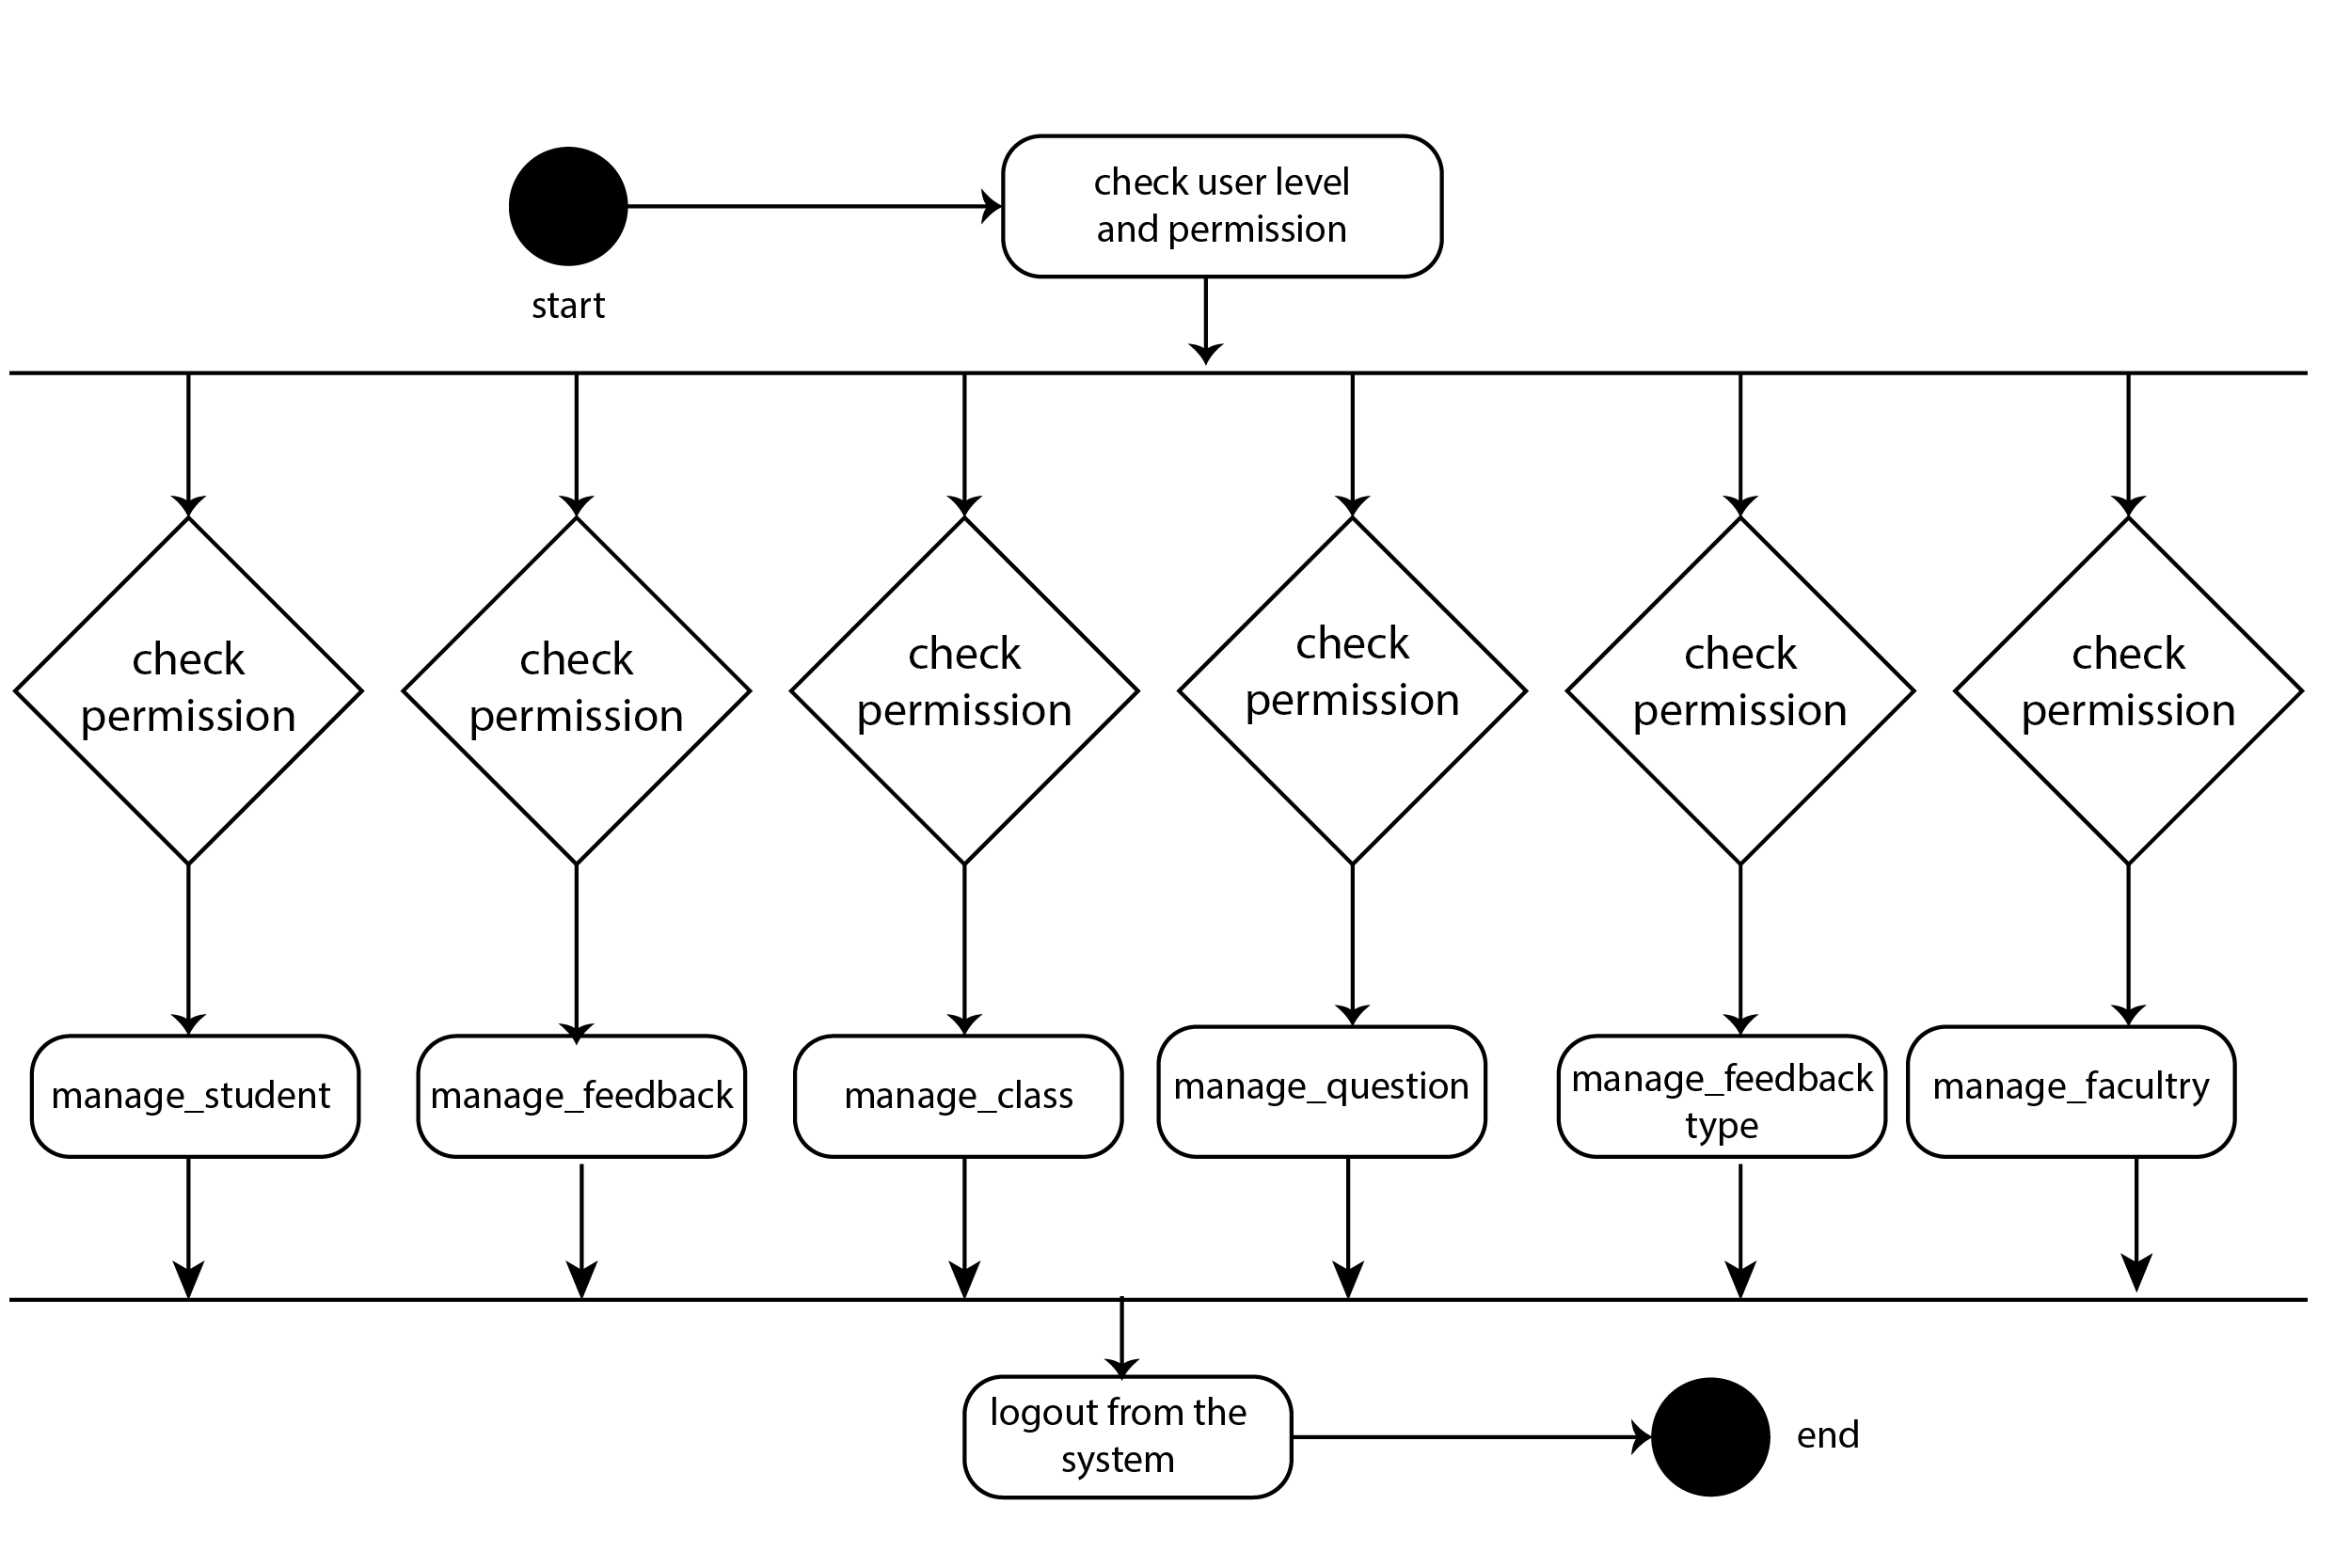 check user level
and permission
start
check
permission
check
permission
check
permission
check
permission
check
permission
check
permission
manage_student
manage_feedback
manage_class
manage_question
manage_feedback
type
manage_facultry
logout from the
system
end